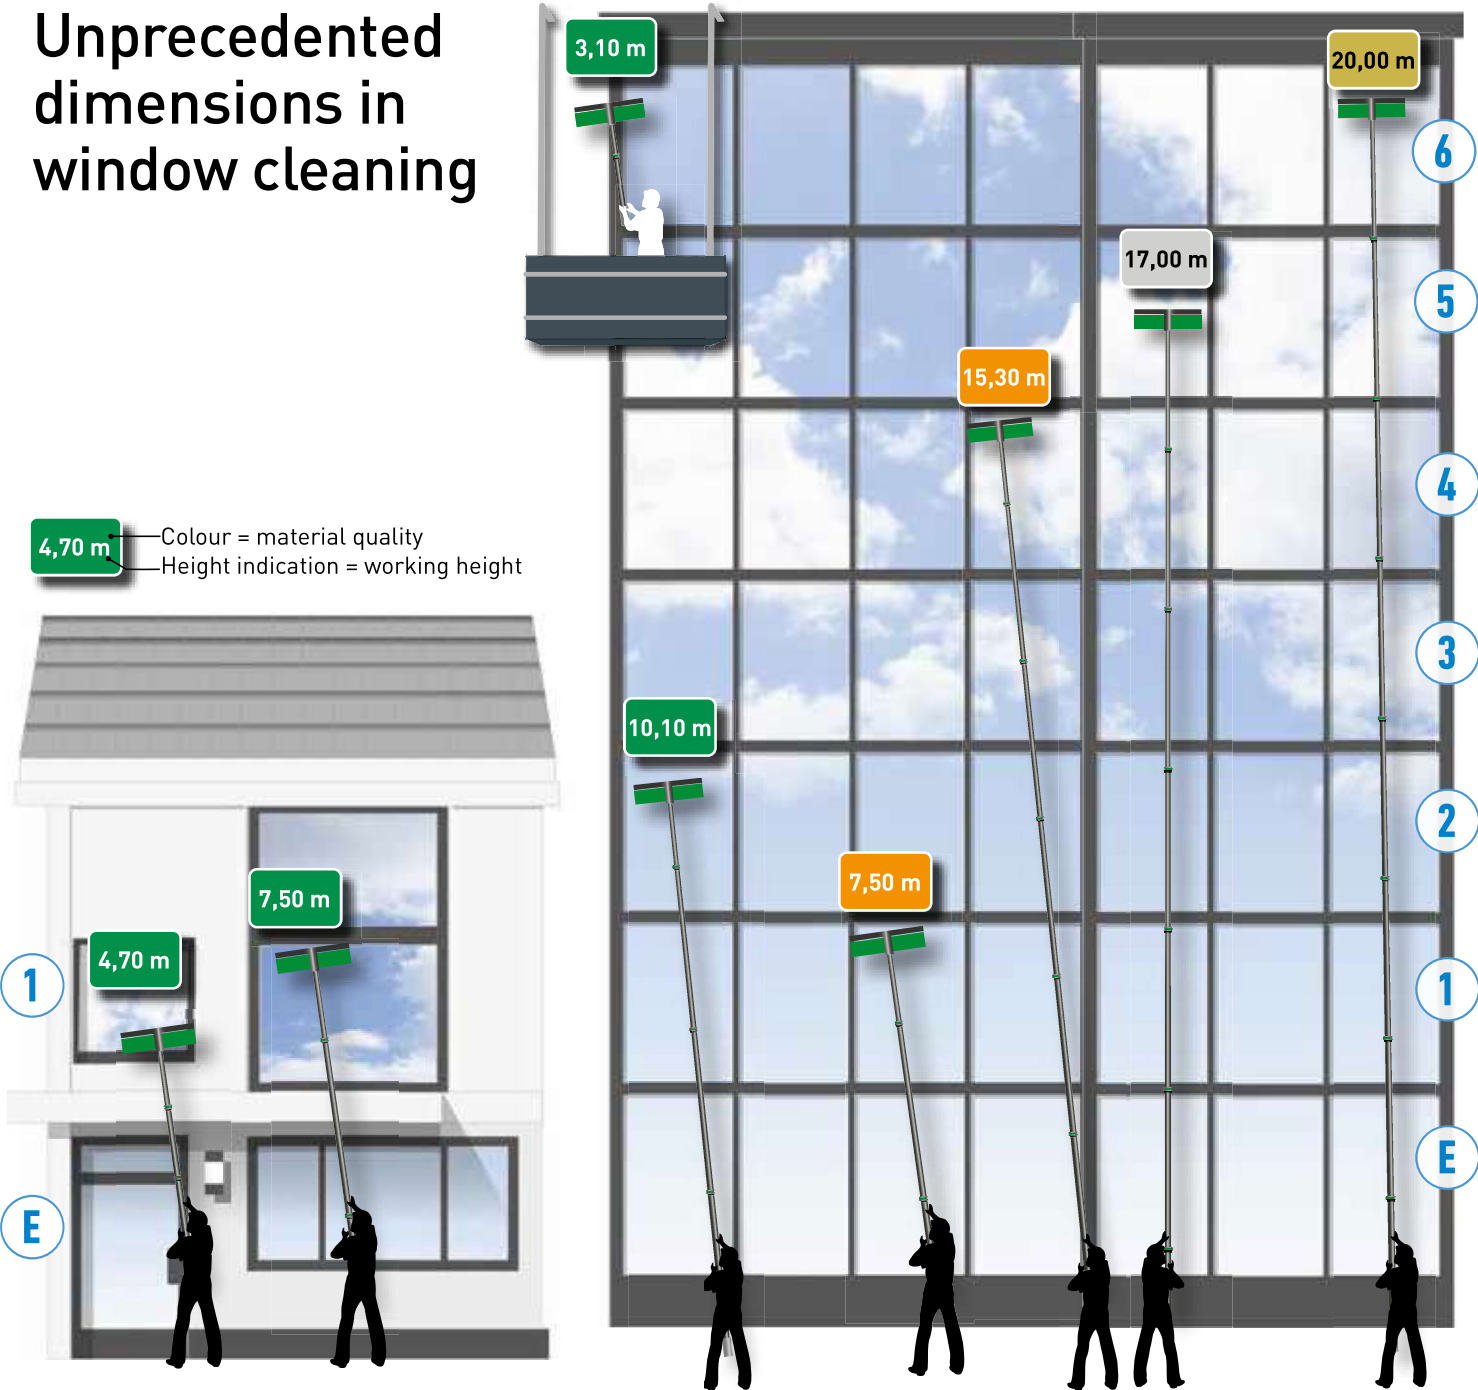 Unprecedented
dimensions in
window cleaning
3,10 m
20,00 m
6
17,00 m
5
15,30 m
4
4,70 m
Colour = material quality
Height indication = working height
3
10,10 m
2
7,50 m
7,50 m
4,70 m
1
1
E
E